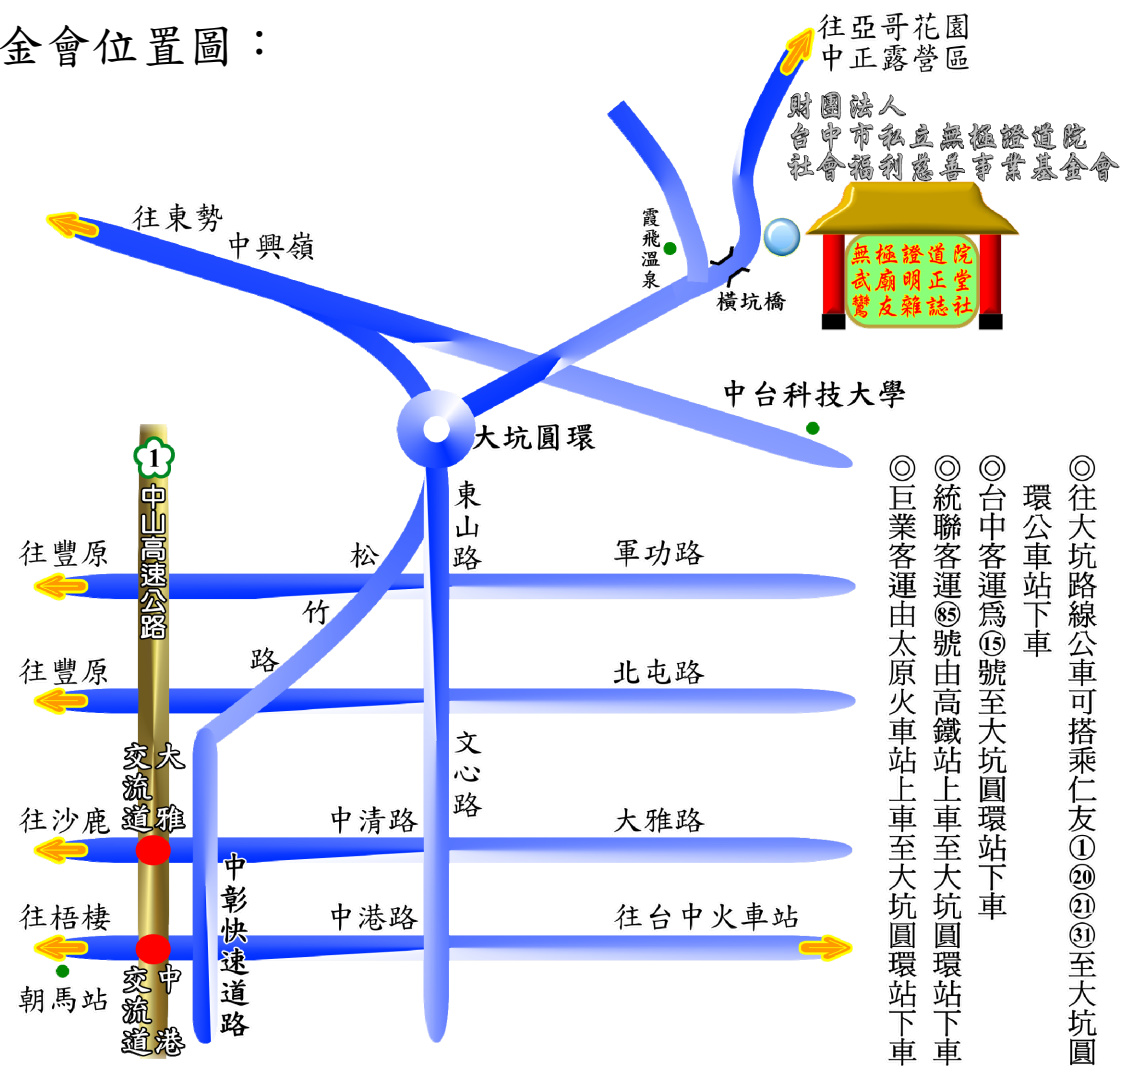 金會位置圖：
往亞哥花園
中正露營區
財團法人
台中市私立無極證道院
社會福利慈善事業基金會
無極證道院
武廟明正堂
鸞友雜誌社
往東勢
中興嶺
霞飛溫泉
橫坑橋
中台科技大學
大坑圓環
1
中山高速公路
東山路
松竹路
往豐原
軍功路
往豐原
北屯路
文心路
大雅
交流道
往沙鹿
中清路
大雅路
中彰快速道路
往梧棲
中港路
往台中火車站
朝馬站
中港
交流道
◎往大坑路線公車可搭乘仁友①⑳㉑㉛至大坑圓
環公車站下車
◎台中客運為⑮號至大坑圓環站下車
◎統聯客運85號由高鐵站上車至大坑圓環站下車
◎巨業客運由太原火車站上車至大坑圓環站下車